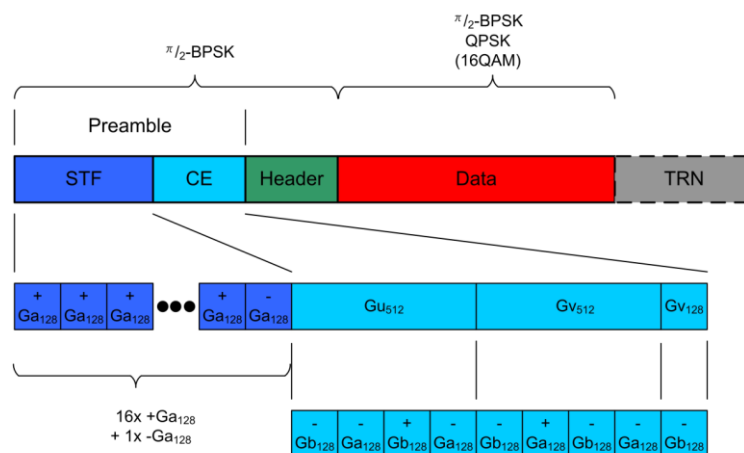 π/2-BPSK
π/2-BPSK
QPSK
(16QAM)
Preamble
STF CE Header Data TRN
+ + + + -
Ga128 Ga128 Ga128 Ga128 Ga128 Gu512 Gv512 Gv128
16x +Ga128
+ 1x -Ga128
- - + - - + - - -
Gb128 Ga128 Gb128 Ga128 Gb128 Ga128 Gb128 Ga128 Gb128